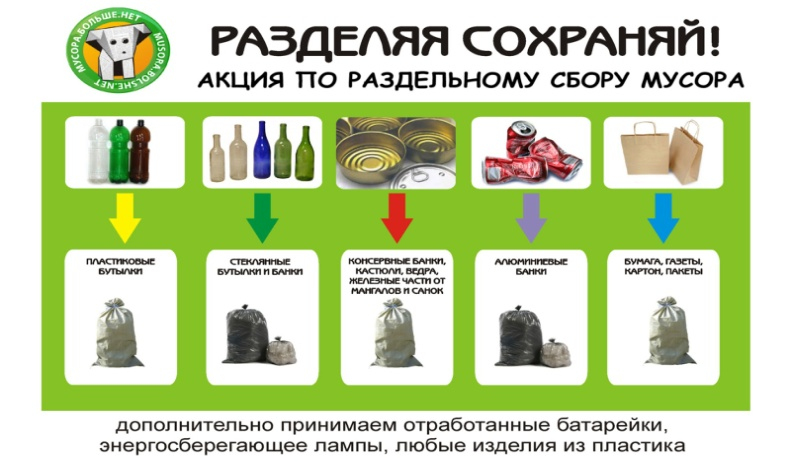 МУСОРА.БОЛЬШЕ.НЕТ
MUSORA.BOLSHE.NET
РАЗДЕЛЯЯ СОХРАНЯЙ!
АКЦИЯ ПО РАЗДЕЛЬНОМУ СБОРУ МУСОРА
ПЛАСТИКОВЫЕ
БУТЫЛКИ
СТЕКЛЯННЫЕ
БУТЫЛКИ И БАНКИ
КОНСЕРВНЫЕ БАНКИ,
КАСТЮЛИ, ВЕДРА,
ЖЕЛЕЗНЫЕ ЧАСТИ ОТ
МАНГАЛОВ И САНОК
АЛЮМИНИЕВЫЕ
БАНКИ
БУМАГА, ГАЗЕТЫ,
КАРТОН, ПАКЕТЫ
дополнительно принимаем отработанные батарейки,
энергосберегающее лампы, любые изделия из пластика